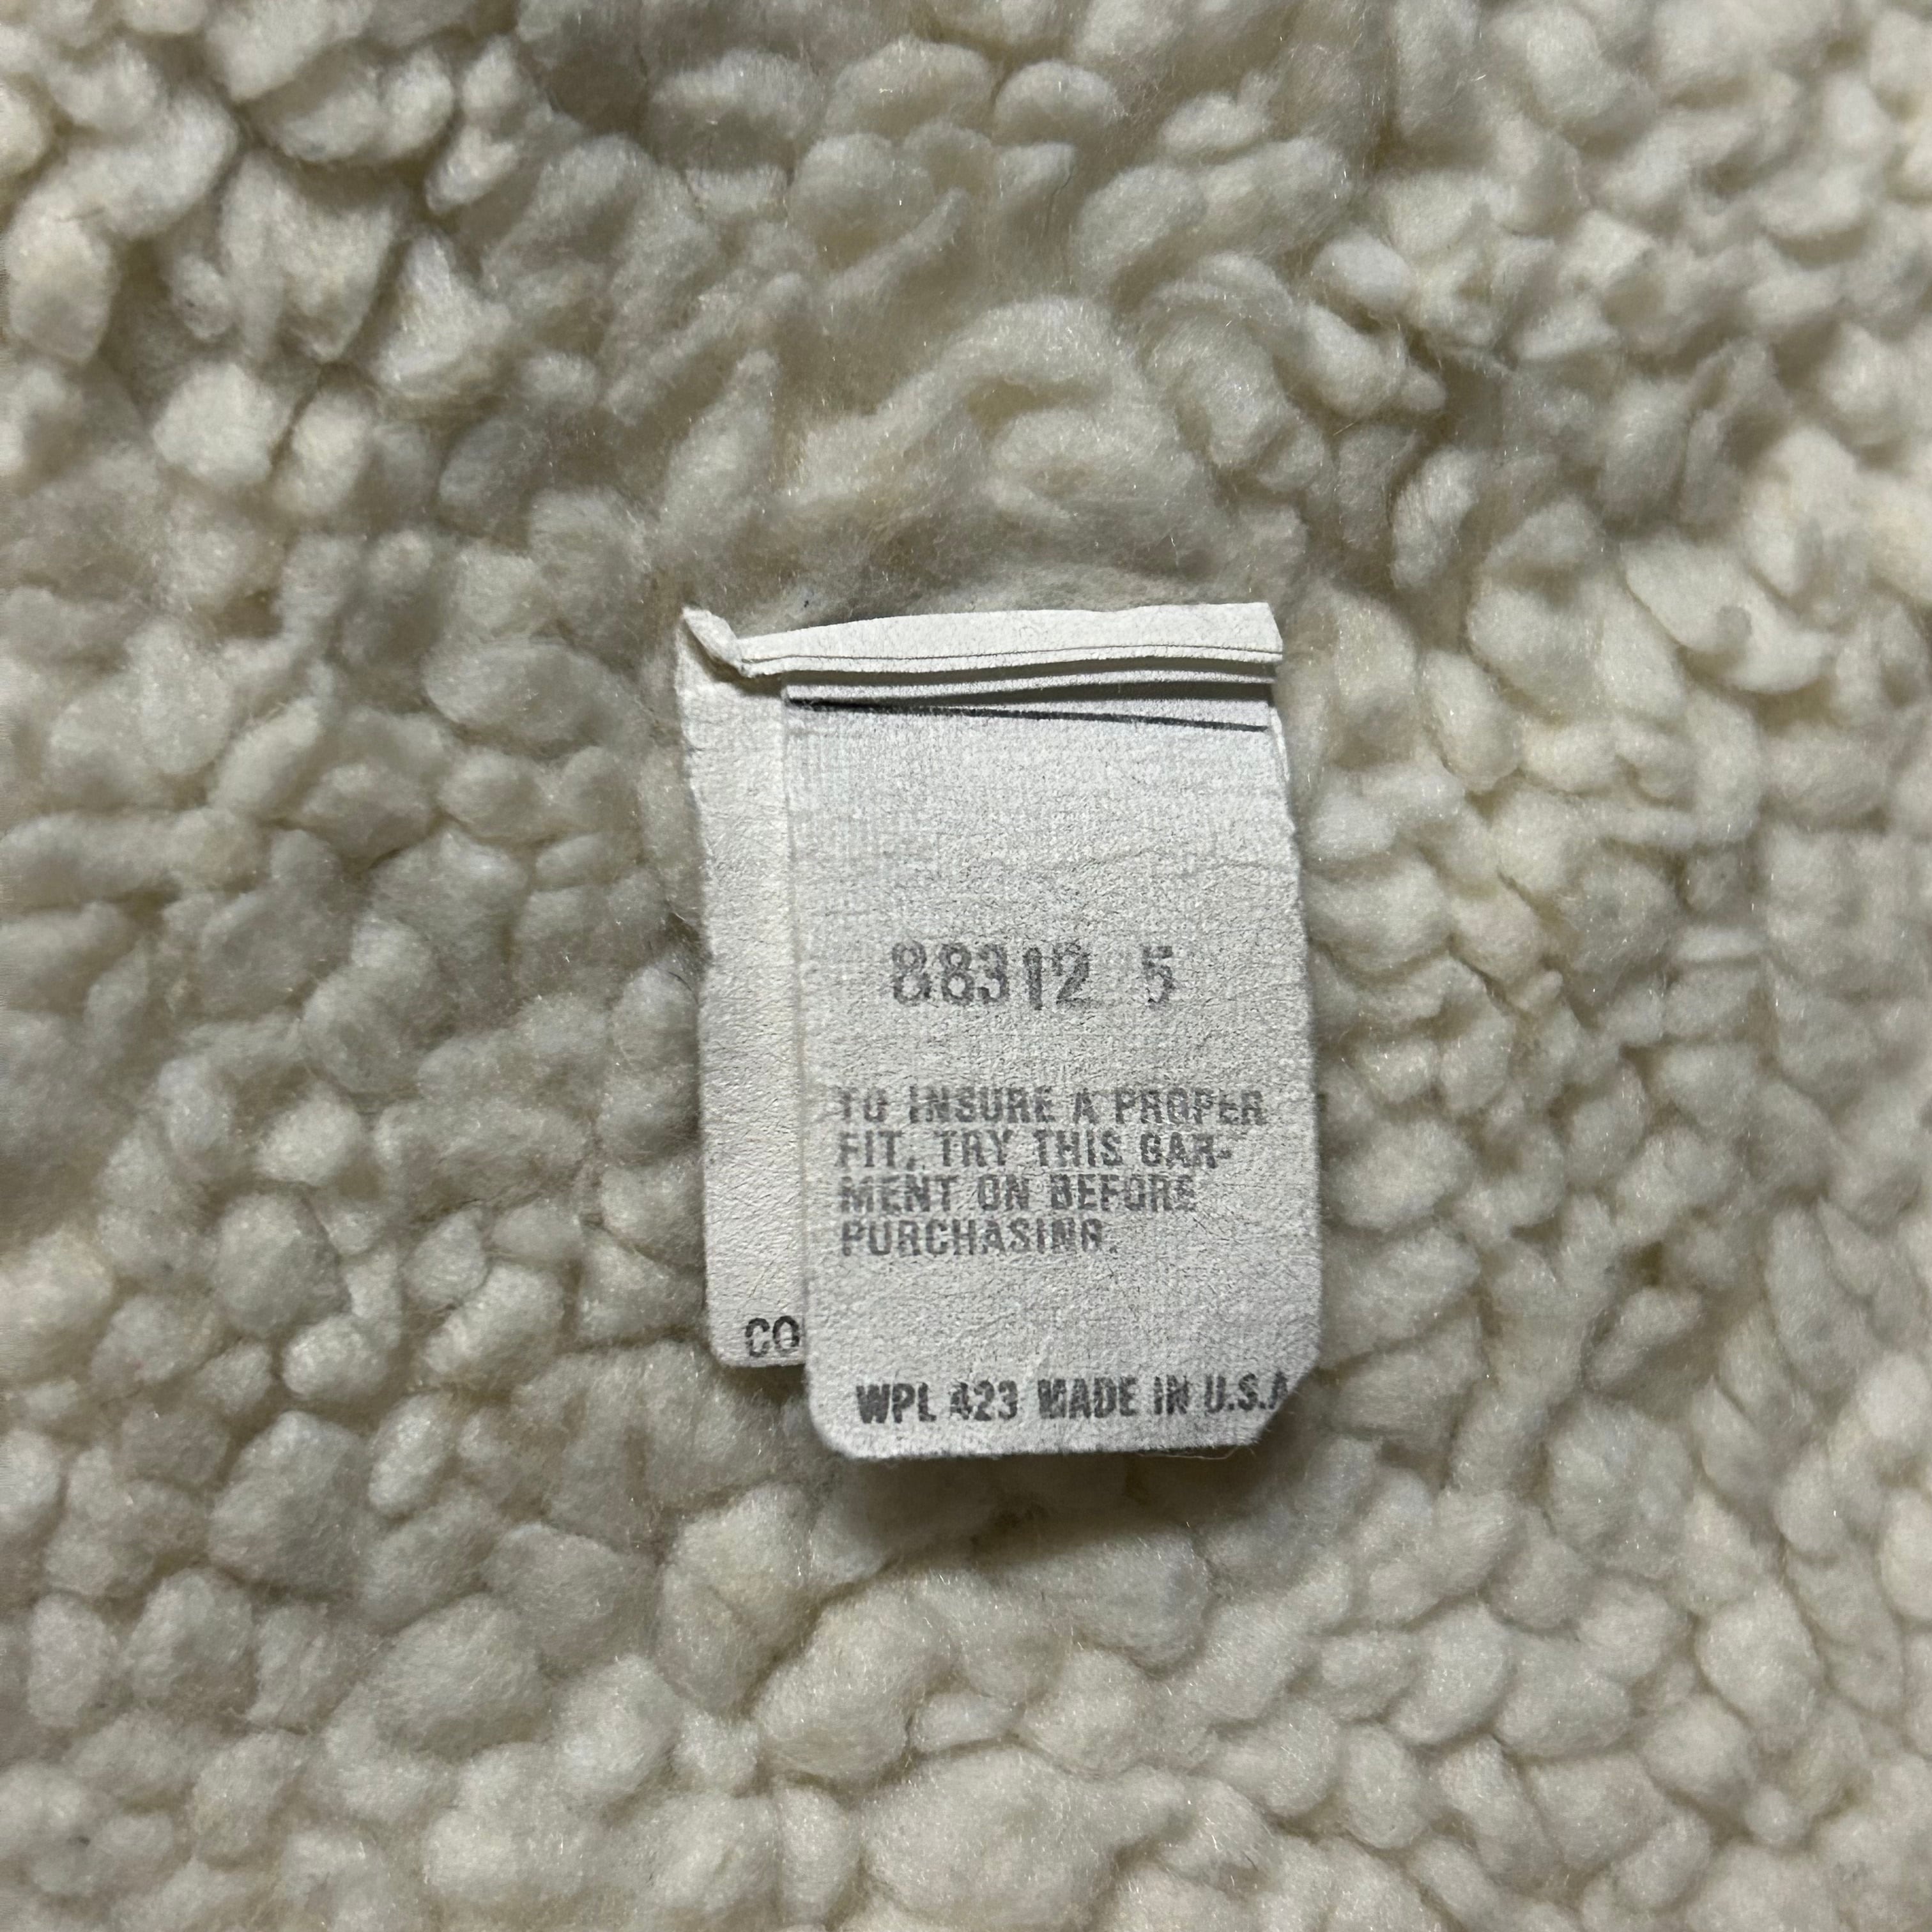 88312 5
TO INSURE A PROPER
FIT, TRY THIS GAR-
MENT ON BEFORE
PURCHASING.
CO
WPL 423 MADE IN U.S.A